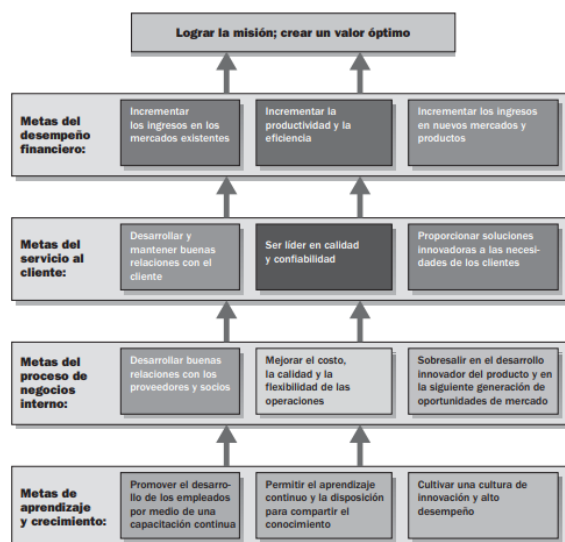 Lograr la misión; crear un valor óptimo
Metas del
desempeño
financiero:
Incrementar
los ingresos en los
mercados existentes
Incrementar la
productividad y la
eficiencia
Incrementar los ingresos
en nuevos mercados y
productos
Metas del
servicio al
cliente:
Desarrollar y
mantener buenas
relaciones con el
cliente
Ser líder en calidad
y confiabilidad
Proporcionar soluciones
innovadoras a las necesi-
dades de los clientes
Metas del
proceso de
negocios
interno:
Desarrollar buenas
relaciones con los
proveedores y socios
Mejorar el costo,
la calidad y la
flexibilidad de las
operaciones
Sobresalir en el desarrollo
innovador del producto y en
la siguiente generación de
oportunidades de mercado
Metas de
aprendizaje
y crecimiento:
Promover el desarro-
llo de los empleados
por medio de una
capacitación continua
Permitir el aprendizaje
continuo y la disposición
para compartir el
conocimiento
Cultivar una cultura de
innovación y alto
desempeño